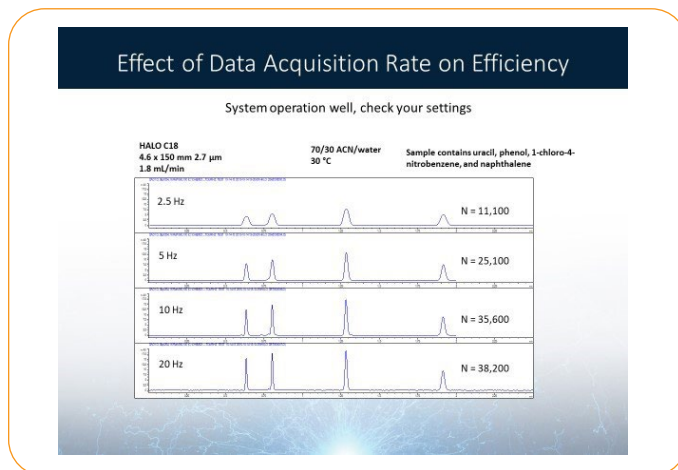 Effect of Data Acquisition Rate on Efficiency
System operation well, check your settings
HALO C18
4.6 x 150 mm 2.7 µm
1.8 mL/min
70/30 ACN/water
30 °C
Sample contains uracil, phenol, 1-chloro-4-
nitrobenzene, and naphthalene
2.5 Hz
N = 11,100
5 Hz
N = 25,100
10 Hz
N = 35,600
20 Hz
N = 38,200